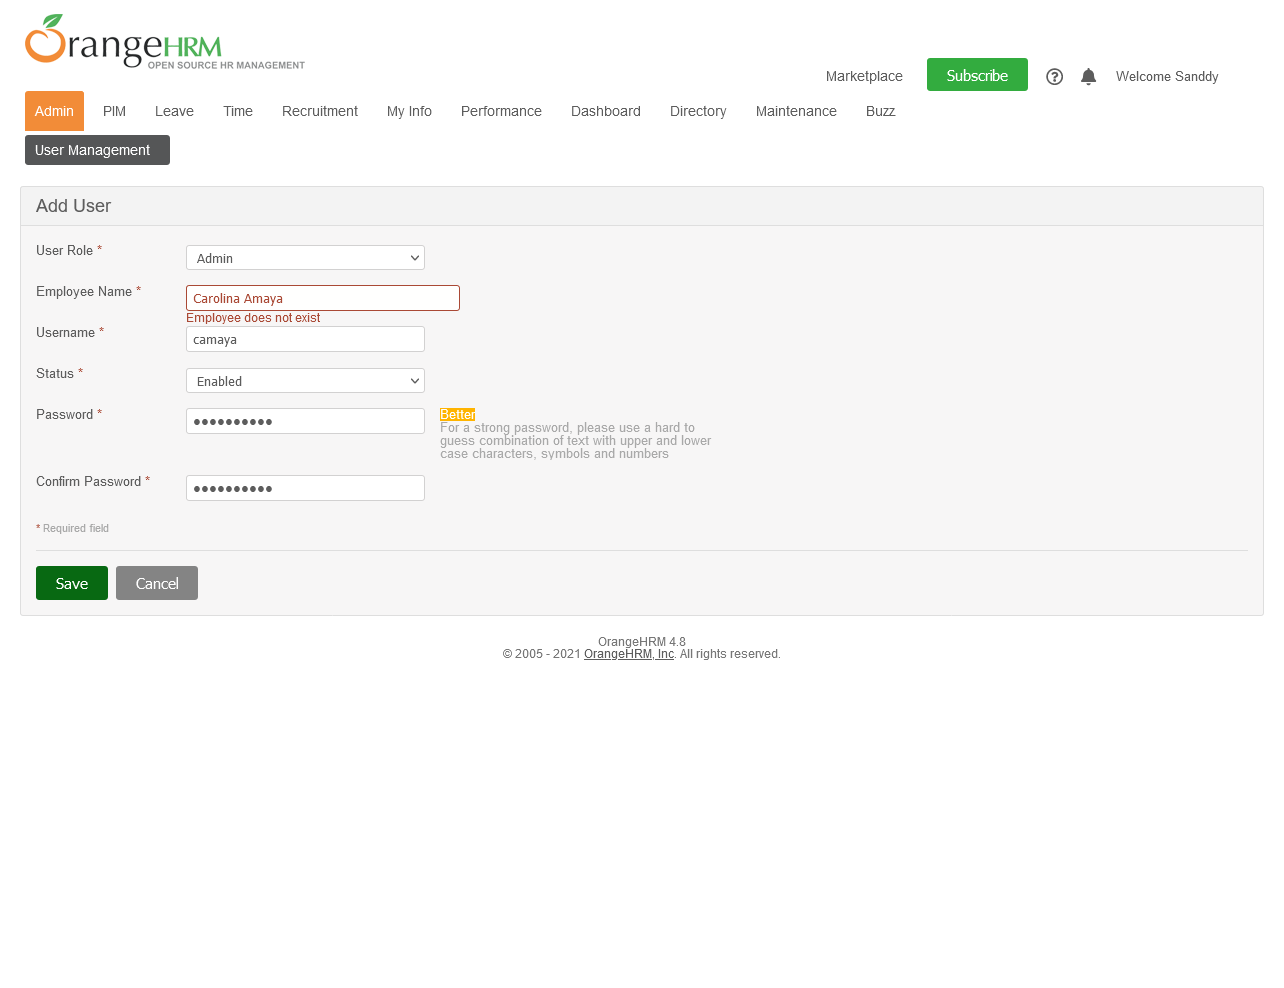 OrangeHRM
OPEN SOURCE HR MANAGEMENT
Marketplace Subscribe Welcome Sanddy
Admin PIM Leave Time Recruitment My Info Performance Dashboard Directory Maintenance Buzz
User Management
Add User
User Role * Admin
Employee Name * Carolina Amaya
Employee does not exist
Username * camaya
Status * Enabled
Password * ●●●●●●●●●● Better
For a strong password, please use a hard to
guess combination of text with upper and lower
case characters, symbols and numbers
Confirm Password * ●●●●●●●●●●
* Required field
Save Cancel
OrangeHRM 4.8
© 2005 - 2021 OrangeHRM, Inc. All rights reserved.